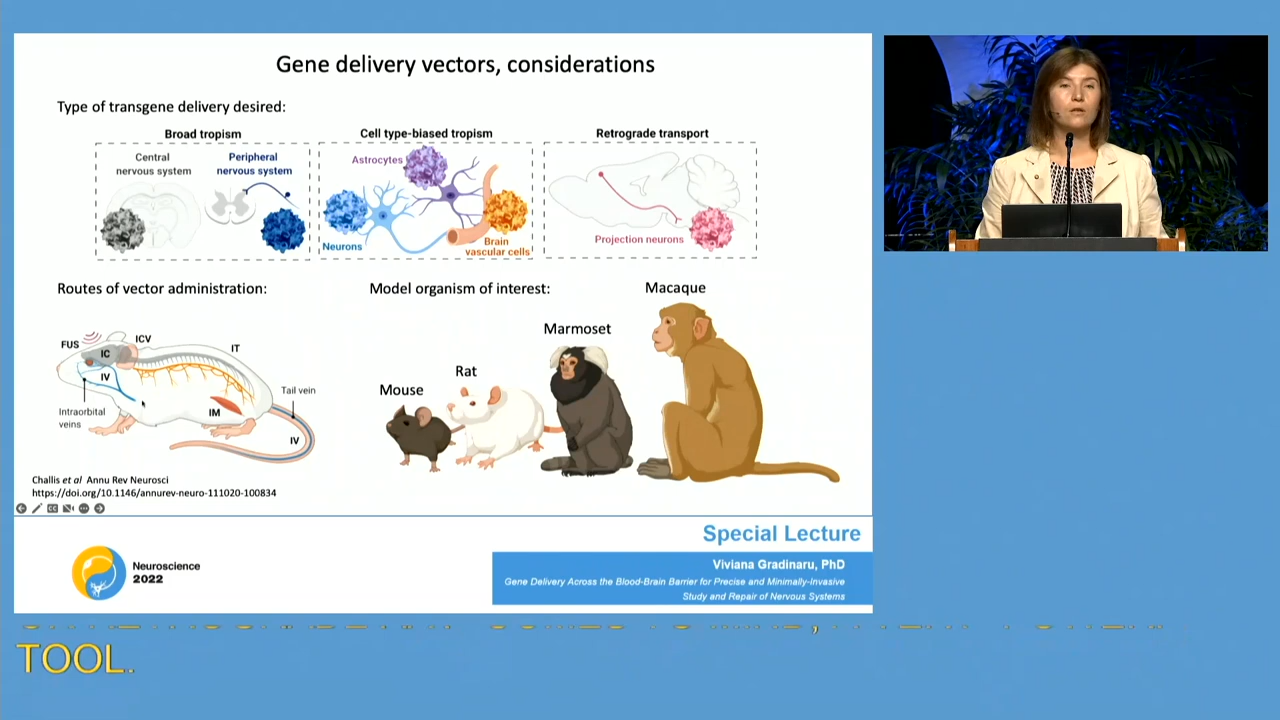 Gene delivery vectors, considerations
Type of transgene delivery desired:
Broad tropism
Central
nervous system
Peripheral
nervous system
Cell type-biased tropism
Astrocytes
Neurons
Brain
vascular cells
Retrograde transport
Projection neurons
Routes of vector administration:
FUS
ICV
IC
IT
IV
Tail vein
Intraorbital
veins
IM
IV
Model organism of interest:
Mouse
Rat
Marmoset
Macaque
Challis et al Annu Rev Neurosci
https://doi.org/10.1146/annurev-neuro-111020-100834
Neuroscience
2022
Special Lecture
Viviana Gradinaru, PhD
Gene Delivery Across the Blood-Brain Barrier for Precise and Minimally-Invasive
Study and Repair of Nervous Systems
TOOL.